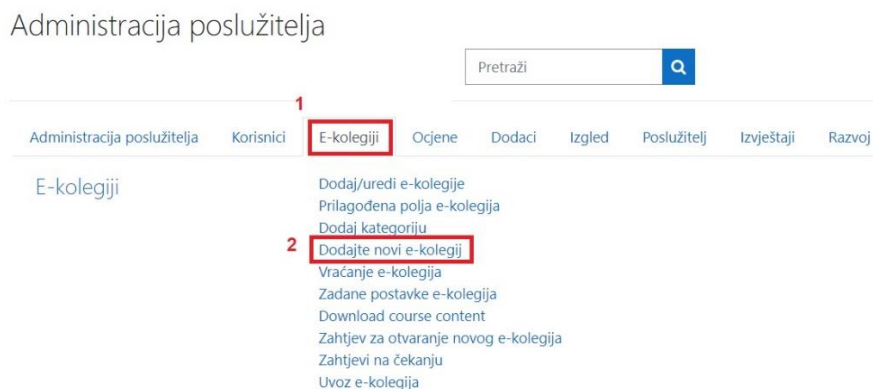 Administracija poslužitelja
Pretraži
1
Administracija poslužitelja Korisnici E-kolegiji Ocjene Dodaci Izgled Poslužitelj Izvještaji Razvoj
E-kolegiji
Dodaj/uredi e-kolegije
Prilagođena polja e-kolegija
Dodaj kategoriju
2 Dodajte novi e-kolegij
Vraćanje e-kolegija
Zadane postavke e-kolegija
Download course content
Zahtjev za otvaranje novog e-kolegija
Zahtjevi na čekanju
Uvoz e-kolegija